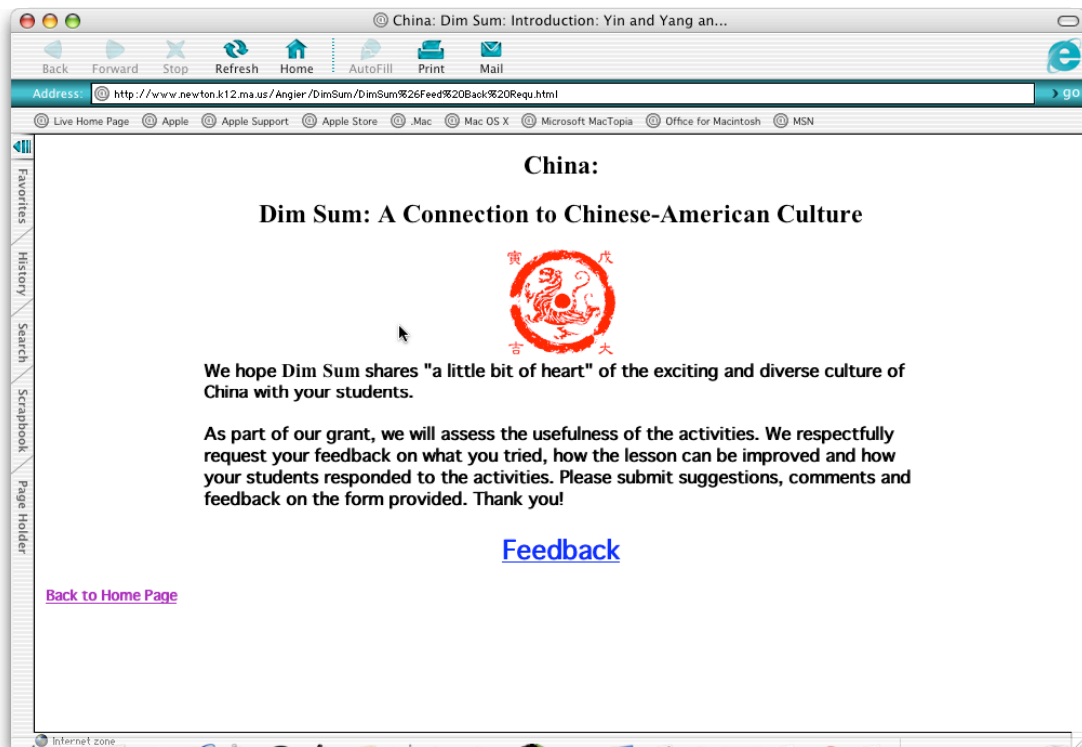 China: Dim Sum: Introduction: Yin and Yang an...
Back Forward Stop Refresh Home AutoFill Print Mail
Address: http://www.newton.k12.ma.us/Angier/DimSum/DimSum%26Feed%20Back%20Requ.html go
Live Home Page Apple Apple Support Apple Store .Mac Mac OS X Microsoft MacTopia Office for Macintosh MSN
Favorites
History
Search
Scrapbook
Page Holder
China:
Dim Sum: A Connection to Chinese-American Culture
寅 戊
吉 大
We hope Dim Sum shares "a little bit of heart" of the exciting and diverse culture of
China with your students.
As part of our grant, we will assess the usefulness of the activities. We respectfully
request your feedback on what you tried, how the lesson can be improved and how
your students responded to the activities. Please submit suggestions, comments and
feedback on the form provided. Thank you!
Feedback
Back to Home Page
Internet zone